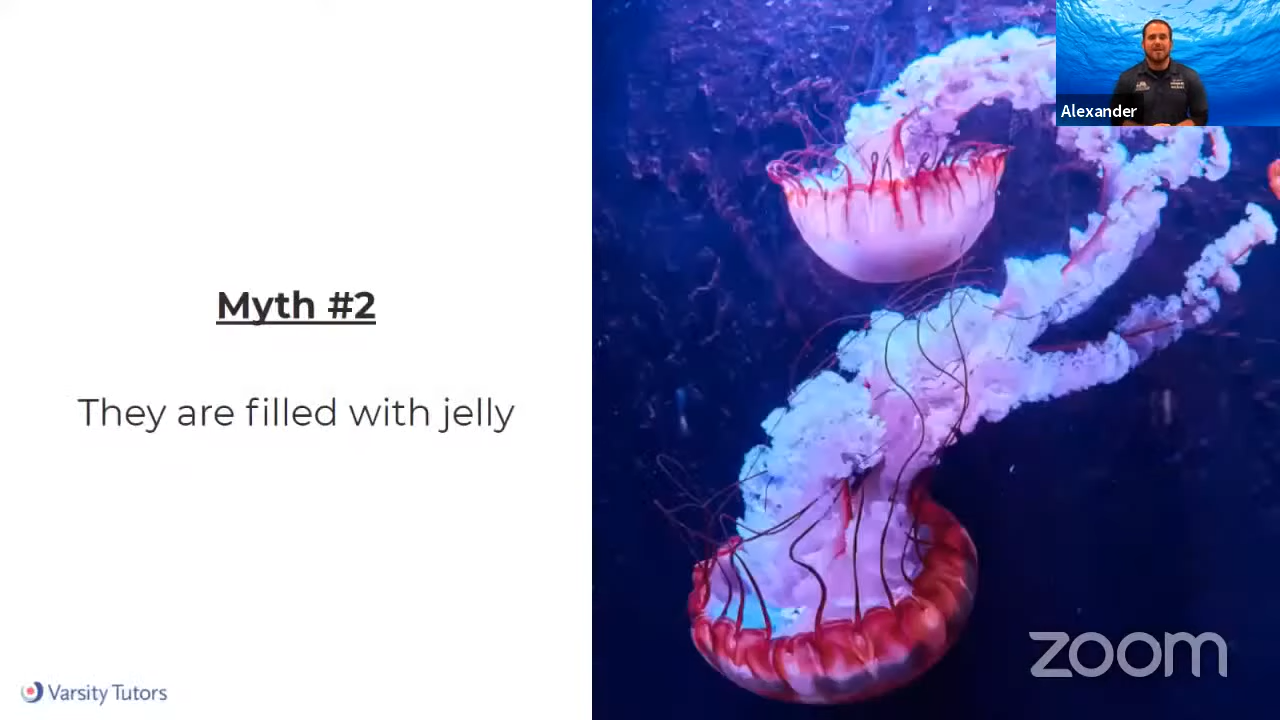 Alexander
Myth #2
They are filled with jelly
zoom
Varsity Tutors